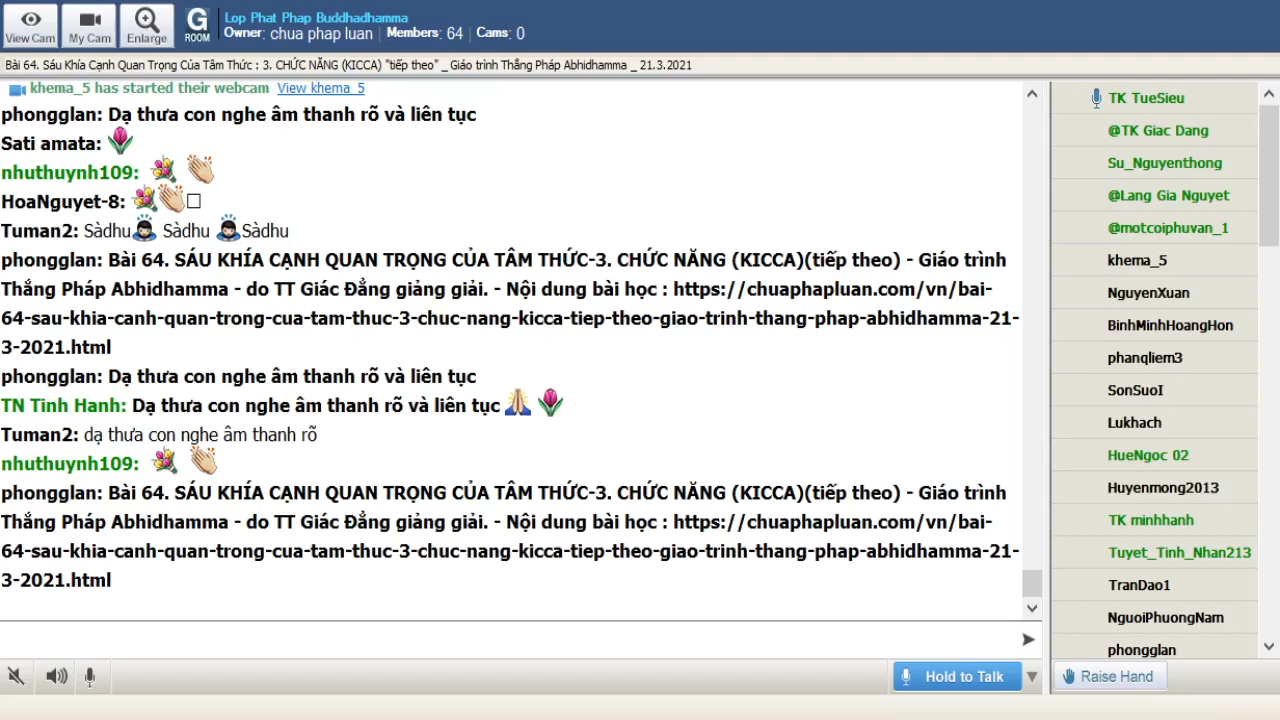 View Cam
My Cam
Enlarge
G
ROOM
Lop Phat Phap Buddhadhamma
Owner: chua phap luan | Members: 64 | Cams: 0
Bài 64. Sáu Khía Cạnh Quan Trọng Của Tâm Thức : 3. CHỨC NĂNG (KICCA) "tiếp theo" _ Giáo trình Thắng Pháp Abhidhamma _ 21.3.2021
khema_5 has started their webcam View khema_5
phongglan: Dạ thưa con nghe âm thanh rõ và liên tục
Sati amata:
nhuthuynh109:
HoaNguyet-8:
Tuman2: Sàdhu Sàdhu Sàdhu
phongglan: Bài 64. SÁU KHÍA CẠNH QUAN TRỌNG CỦA TÂM THỨC-3. CHỨC NĂNG (KICCA)(tiếp theo) - Giáo trình
Thắng Pháp Abhidhamma - do TT Giác Đẳng giảng giải. - Nội dung bài học : https://chuaphapluan.com/vn/bai-
64-sau-khia-canh-quan-trong-cua-tam-thuc-3-chuc-nang-kicca-tiep-theo-giao-trinh-thang-phap-abhidhamma-21-
3-2021.html
phongglan: Dạ thưa con nghe âm thanh rõ và liên tục
TN Tinh Hanh: Dạ thưa con nghe âm thanh rõ và liên tục
Tuman2: dạ thưa con nghe âm thanh rõ
nhuthuynh109:
phongglan: Bài 64. SÁU KHÍA CẠNH QUAN TRỌNG CỦA TÂM THỨC-3. CHỨC NĂNG (KICCA)(tiếp theo) - Giáo trình
Thắng Pháp Abhidhamma - do TT Giác Đẳng giảng giải. - Nội dung bài học : https://chuaphapluan.com/vn/bai-
64-sau-khia-canh-quan-trong-cua-tam-thuc-3-chuc-nang-kicca-tiep-theo-giao-trinh-thang-phap-abhidhamma-21-
3-2021.html
Hold to Talk
TK TueSieu
@TK Giac Dang
Su_Nguyenthong
@Lang Gia Nguyet
@motcoiphuvan_1
khema_5
NguyenXuan
BinhMinhHoangHon
phanqliem3
SonSuoI
Lukhach
HueNgoc 02
Huyenmong2013
TK minhhanh
Tuyet_Tinh_Nhan213
TranDao1
NguoiPhuongNam
phongglan
Raise Hand